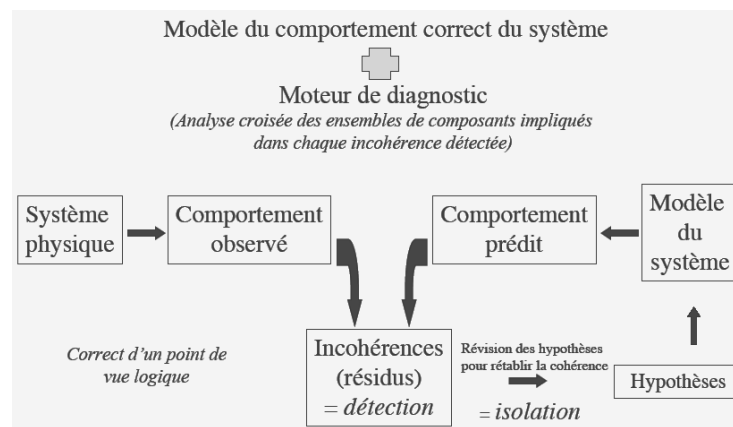 Modèle du comportement correct du système
Moteur de diagnostic
(Analyse croisée des ensembles de composants impliqués
dans chaque incohérence détectée)
Système
physique
Comportement
observé
Comportement
prédit
Modèle
du
système
Correct d'un point de
vue logique
Incohérences
(résidus)
= détection
Révision des hypothèses
pour rétablir la cohérence
= isolation
Hypothèses